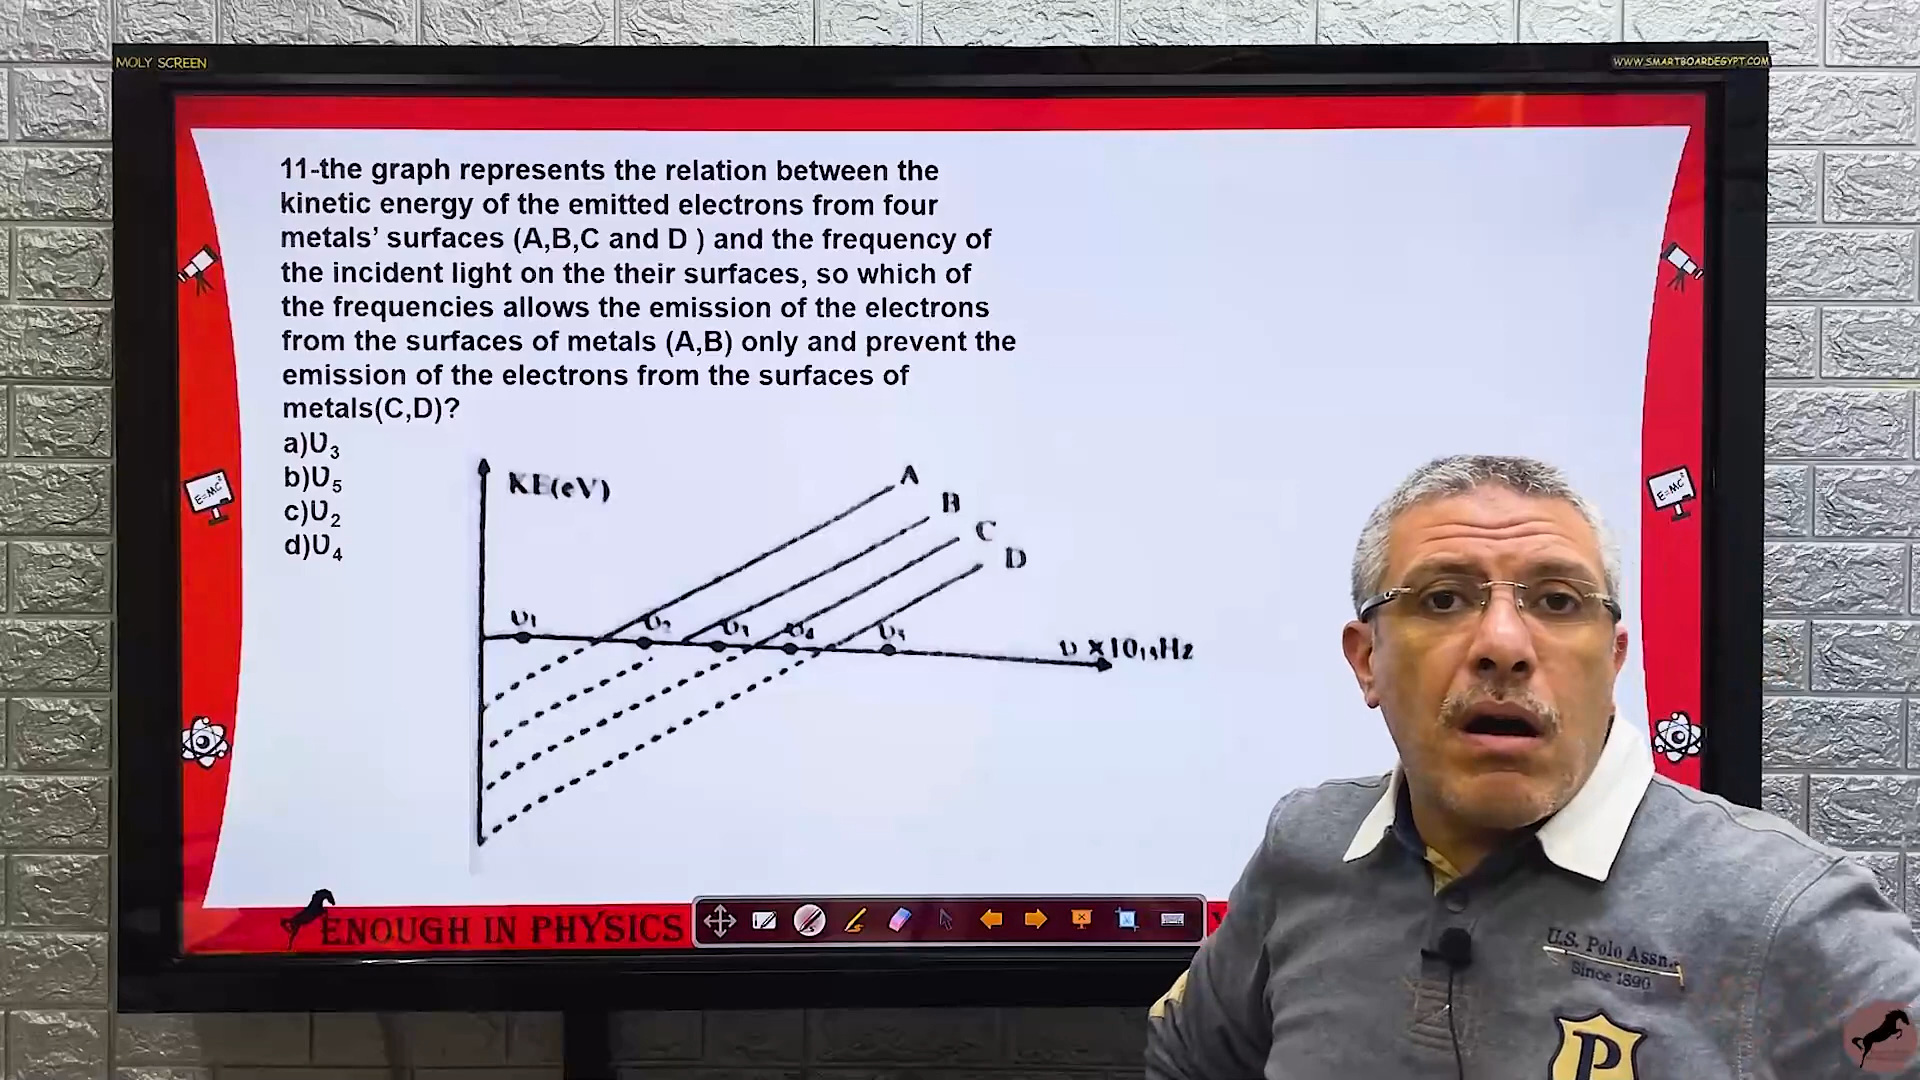 MOLY SCREEN
WWW.SMARTBOARDEGYPT.COM
11-the graph represents the relation between the
kinetic energy of the emitted electrons from four
metals’ surfaces (A,B,C and D ) and the frequency of
the incident light on the their surfaces, so which of
the frequencies allows the emission of the electrons
from the surfaces of metals (A,B) only and prevent the
emission of the electrons from the surfaces of
metals(C,D)?
a)υ₃
b)υ₅
c)υ₂
d)υ₄
KE(eV)
A
B
C
D
υ₁
υ₂
υ₃
υ₄
υ₅
υ ×10₁₄Hz
E=MC²
E=MC²
ENOUGH IN PHYSICS
U.S. Polo Assn.
Since 1890
P